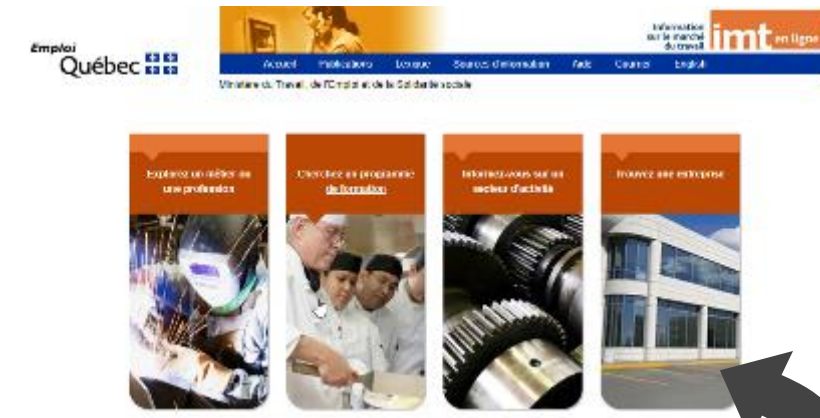 Emploi
Québec
Information
sur le marché
du travail
imt en ligne
Accueil Publications Lexique Sources d'information Aide Courrier English
Ministère du Travail, de l'Emploi et de la Solidarité sociale
Explorez un métier ou
une profession
Cherchez un programme
de formation
Informez-vous sur un
secteur d'activité
Trouvez une entreprise